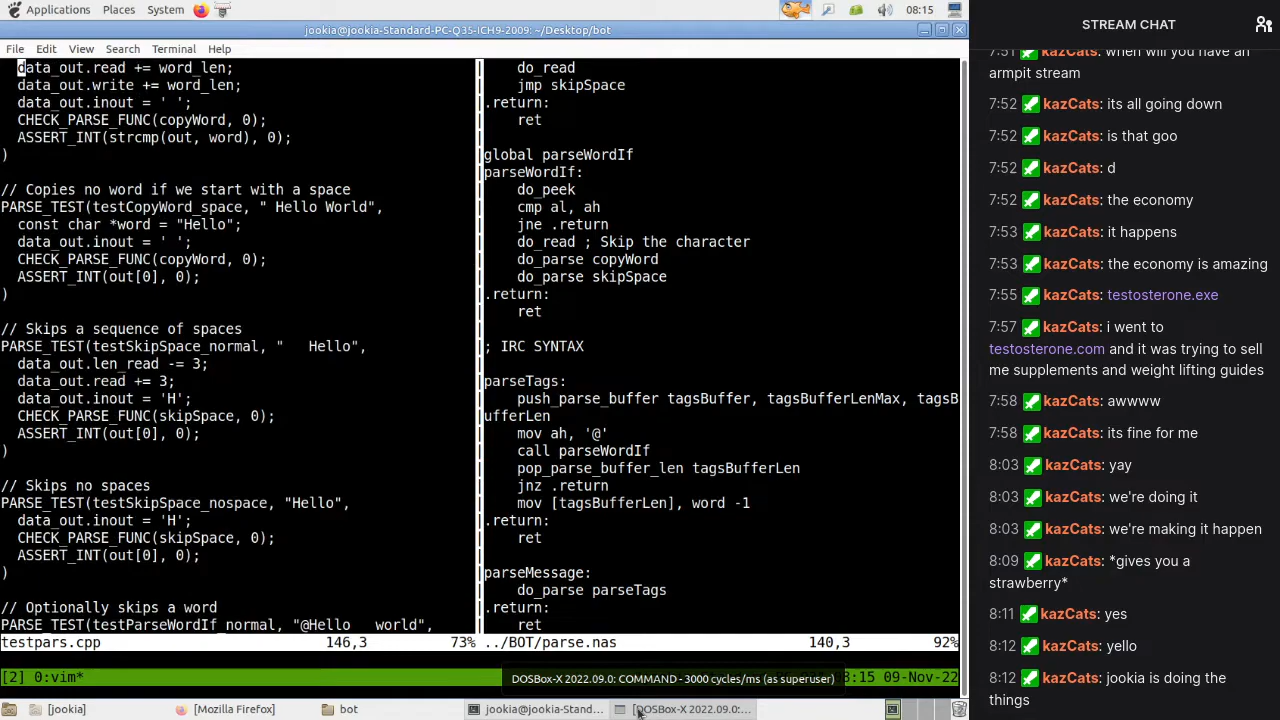 Applications Places System 08:15
jookia@jookia-Standard-PC-Q35-ICH9-2009: ~/Desktop/bot
File Edit View Search Terminal Help
data_out.read += word_len;
data_out.write += word_len;
data_out.inout = ' ';
CHECK_PARSE_FUNC(copyWord, 0);
ASSERT_INT(strcmp(out, word), 0);
)
// Copies no word if we start with a space
PARSE_TEST(testCopyWord_space, " Hello World",
const char *word = "Hello";
data_out.inout = ' ';
CHECK_PARSE_FUNC(copyWord, 0);
ASSERT_INT(out[0], 0);
)
// Skips a sequence of spaces
PARSE_TEST(testSkipSpace_normal, "   Hello",
data_out.len_read -= 3;
data_out.read += 3;
data_out.inout = 'H';
CHECK_PARSE_FUNC(skipSpace, 0);
ASSERT_INT(out[0], 0);
)
// Skips no spaces
PARSE_TEST(testSkipSpace_nospace, "Hello",
data_out.inout = 'H';
CHECK_PARSE_FUNC(skipSpace, 0);
ASSERT_INT(out[0], 0);
)
// Optionally skips a word
PARSE_TEST(testParseWordIf_normal, "@Hello   world",
testpars.cpp 146,3 73%
do_read
jmp skipSpace
.return:
ret
global parseWordIf
parseWordIf:
do_peek
cmp al, ah
jne .return
do_read ; Skip the character
do_parse copyWord
do_parse skipSpace
.return:
ret
; IRC SYNTAX
parseTags:
push_parse_buffer tagsBuffer, tagsBufferLenMax, tagsB
ufferLen
mov ah, '@'
call parseWordIf
pop_parse_buffer_len tagsBufferLen
jnz .return
mov [tagsBufferLen], word -1
.return:
ret
parseMessage:
do_parse parseTags
.return:
ret
../BOT/parse.nas 140,3 92%
[2] 0:vim* 8:15 09-Nov-22
DOSBox-X 2022.09.0: COMMAND - 3000 cycles/ms (as superuser)
[jookia] [Mozilla Firefox] bot jookia@jookia-Stand... [DOSBox-X 2022.09.0:...
STREAM CHAT
7:51 kazCats: when will you have an
armpit stream
7:52 kazCats: its all going down
7:52 kazCats: is that goo
7:52 kazCats: d
7:52 kazCats: the economy
7:53 kazCats: it happens
7:53 kazCats: the economy is amazing
7:55 kazCats: testosterone.exe
7:57 kazCats: i went to
testosterone.com and it was trying to sell
me supplements and weight lifting guides
7:58 kazCats: awwww
7:58 kazCats: its fine for me
8:03 kazCats: yay
8:03 kazCats: we're doing it
8:03 kazCats: we're making it happen
8:09 kazCats: *gives you a
strawberry*
8:11 kazCats: yes
8:12 kazCats: yello
8:12 kazCats: jookia is doing the
things